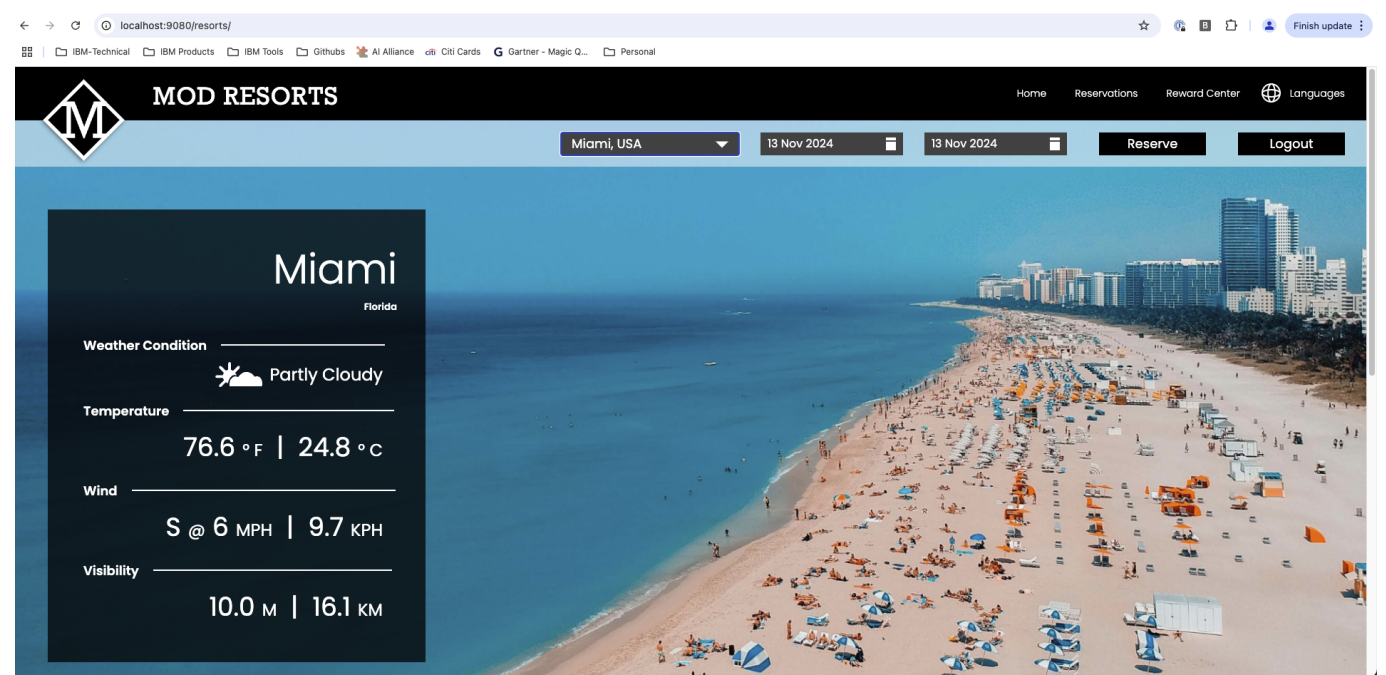 localhost:9080/resorts/
Finish update
IBM-Technical IBM Products IBM Tools Githubs AI Alliance citi Citi Cards G Gartner - Magic Q... Personal
M MOD RESORTS Home Reservations Reward Center Languages
Miami, USA 13 Nov 2024 13 Nov 2024 Reserve Logout
Miami
Florida
Weather Condition
Partly Cloudy
Temperature
76.6 ° F | 24.8 ° C
Wind
S @ 6 MPH | 9.7 KPH
Visibility
10.0 M | 16.1 KM